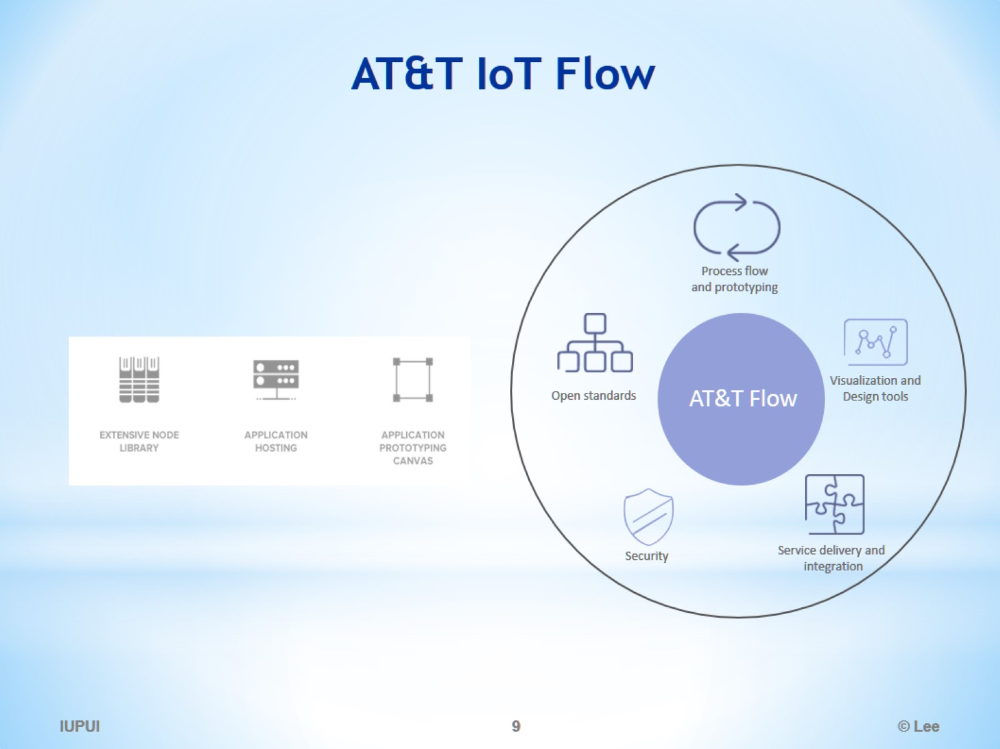 AT&T IoT Flow
EXTENSIVE NODE
LIBRARY
APPLICATION
HOSTING
APPLICATION
PROTOTYPING
CANVAS
Process flow
and prototyping
Open standards
AT&T Flow
Visualization and
Design tools
Security
Service delivery and
integration
IUPUI
9
© Lee